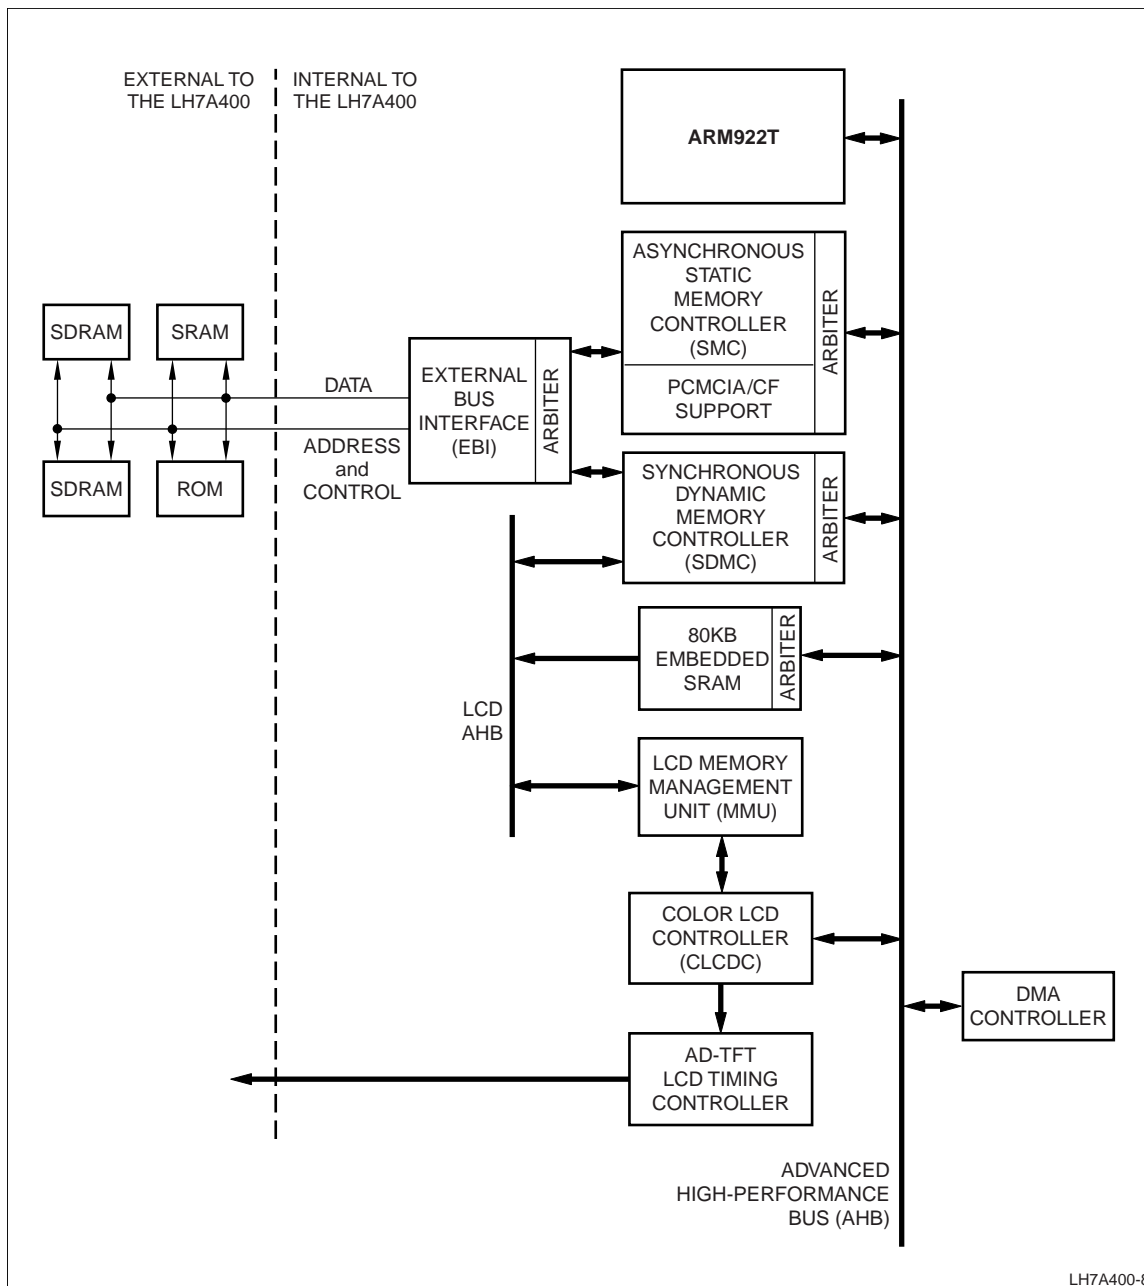 EXTERNAL TO
THE LH7A400
INTERNAL TO
THE LH7A400
ARM922T
ASYNCHRONOUS
STATIC
MEMORY
CONTROLLER
(SMC)
ARBITER
PCMCIA/CF
SUPPORT
SDRAM
SRAM
DATA
EXTERNAL
BUS
INTERFACE
(EBI)
ARBITER
ADDRESS
and
CONTROL
SDRAM
ROM
SYNCHRONOUS
DYNAMIC
MEMORY
CONTROLLER
(SDMC)
ARBITER
80KB
EMBEDDED
SRAM
ARBITER
LCD
AHB
LCD MEMORY
MANAGEMENT
UNIT (MMU)
COLOR LCD
CONTROLLER
(CLCDC)
DMA
CONTROLLER
AD-TFT
LCD TIMING
CONTROLLER
ADVANCED
HIGH-PERFORMANCE
BUS (AHB)